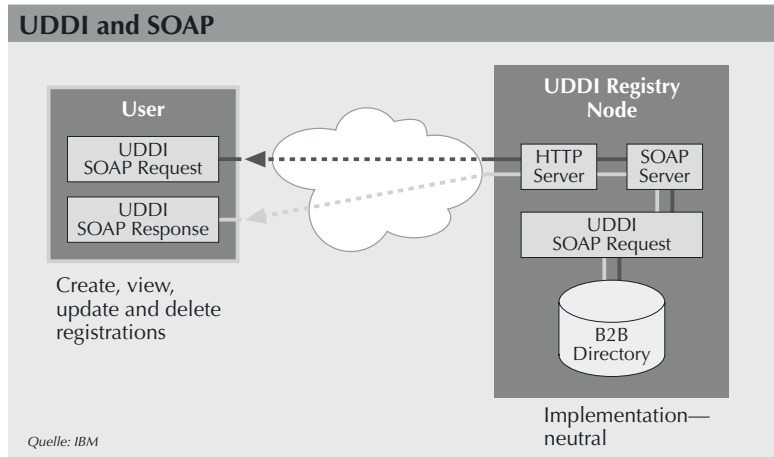 UDDI and SOAP
User
UDDI
SOAP Request
UDDI
SOAP Response
Create, view,
update and delete
registrations
UDDI Registry
Node
HTTP
Server
SOAP
Server
UDDI
SOAP Request
B2B
Directory
Implementation—
neutral
Quelle: IBM